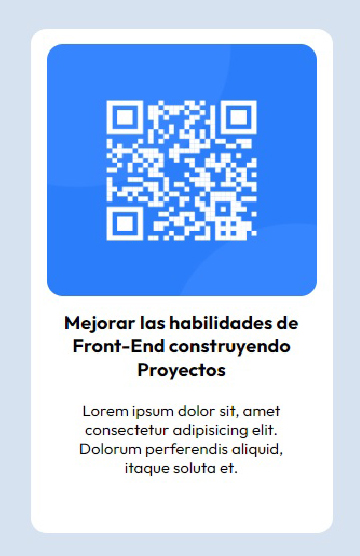 Mejorar las habilidades de
Front-End construyendo
Proyectos
Lorem ipsum dolor sit, amet
consectetur adipisicing elit.
Dolorum perferendis aliquid,
itaque soluta et.